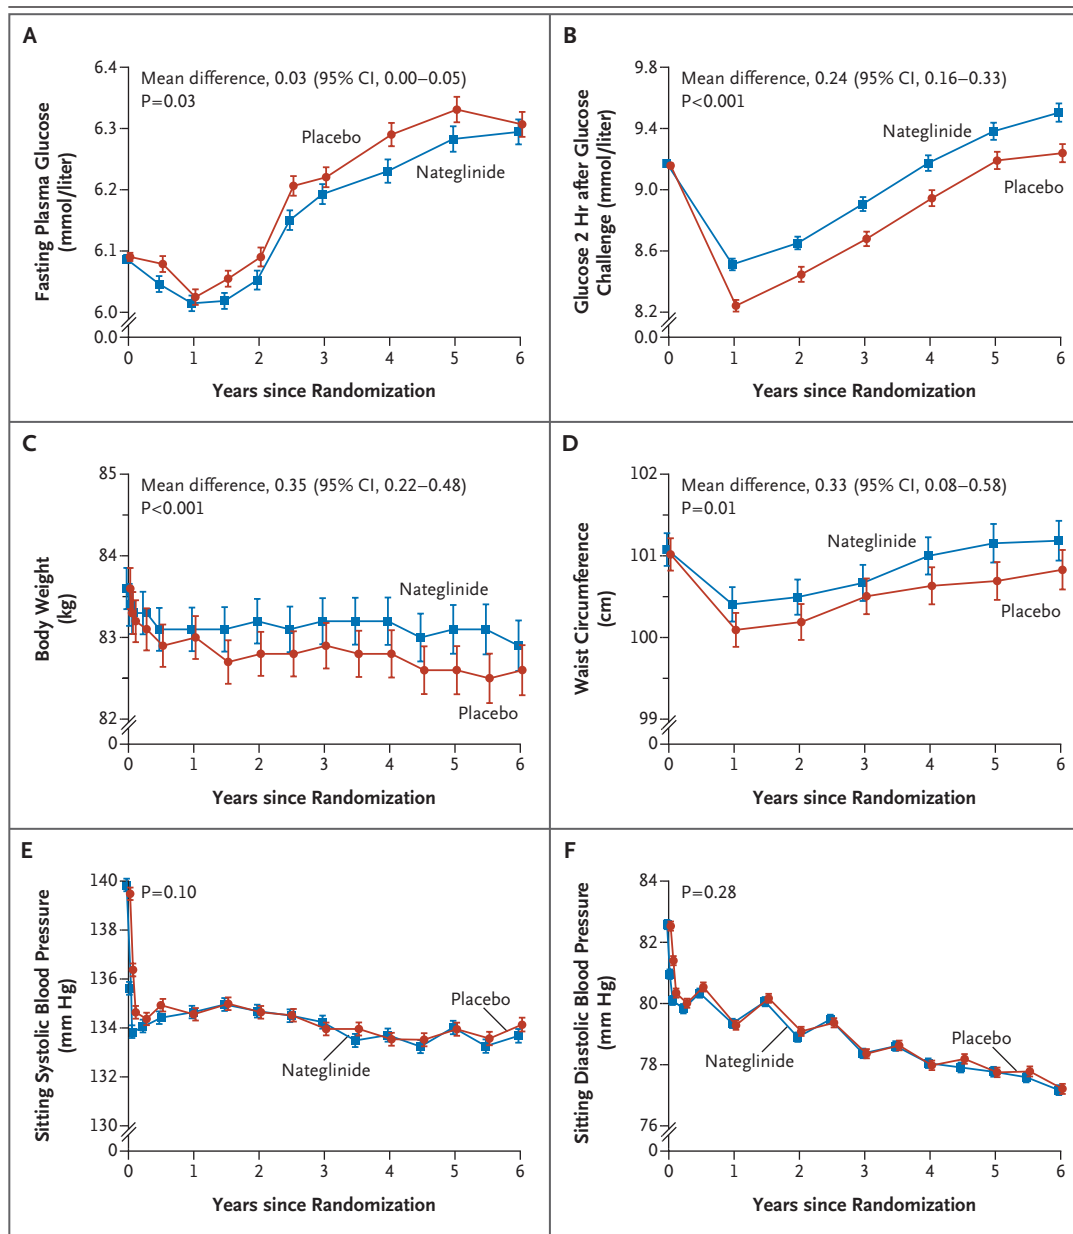 A
Mean difference, 0.03 (95% CI, 0.00–0.05)
P=0.03
Fasting Plasma Glucose
(mmol/liter)
6.4
6.3
6.2
6.1
6.0
0.0
Placebo
Nateglinide
0 1 2 3 4 5 6
Years since Randomization
B
Mean difference, 0.24 (95% CI, 0.16–0.33)
P<0.001
Glucose 2 Hr after Glucose
Challenge (mmol/liter)
9.8
9.4
9.0
8.6
8.2
0.0
Nateglinide
Placebo
0 1 2 3 4 5 6
Years since Randomization
C
Mean difference, 0.35 (95% CI, 0.22–0.48)
P<0.001
Body Weight
(kg)
85
84
83
82
0
Nateglinide
Placebo
0 1 2 3 4 5 6
Years since Randomization
D
Mean difference, 0.33 (95% CI, 0.08–0.58)
P=0.01
Waist Circumference
(cm)
102
101
100
99
0
Nateglinide
Placebo
0 1 2 3 4 5 6
Years since Randomization
E
P=0.10
Sitting Systolic Blood Pressure
(mm Hg)
140
138
136
134
132
130
0
Placebo
Nateglinide
0 1 2 3 4 5 6
Years since Randomization
F
P=0.28
Sitting Diastolic Blood Pressure
(mm Hg)
84
82
80
78
76
0
Nateglinide
Placebo
0 1 2 3 4 5 6
Years since Randomization